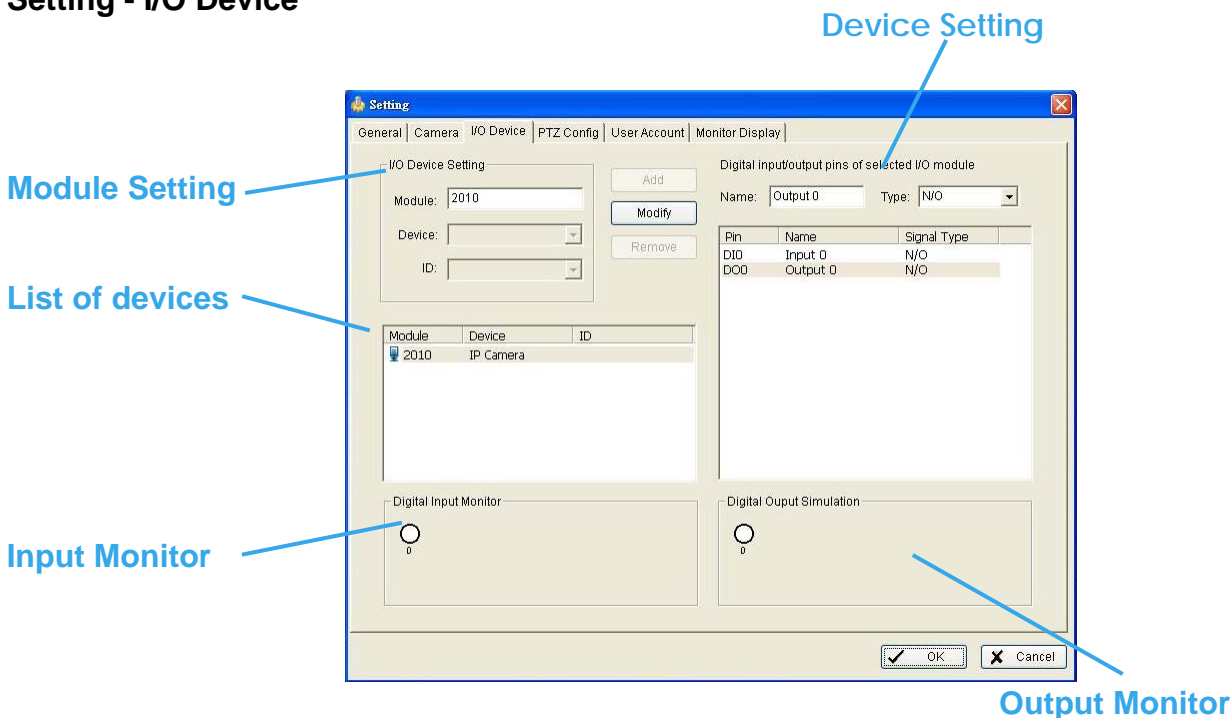 Setting - I/O Device
Device Setting
Setting
General Camera I/O Device PTZ Config User Account Monitor Display
I/O Device Setting
Module: 2010
Device:
ID:
Add
Modify
Remove
Digital input/output pins of selected I/O module
Name: Output 0 Type: N/O
Pin Name Signal Type
DI0 Input 0 N/O
DO0 Output 0 N/O
Module Setting
List of devices
Module Device ID
2010 IP Camera
Digital Input Monitor
0
Digital Ouput Simulation
0
Input Monitor
OK Cancel
Output Monitor